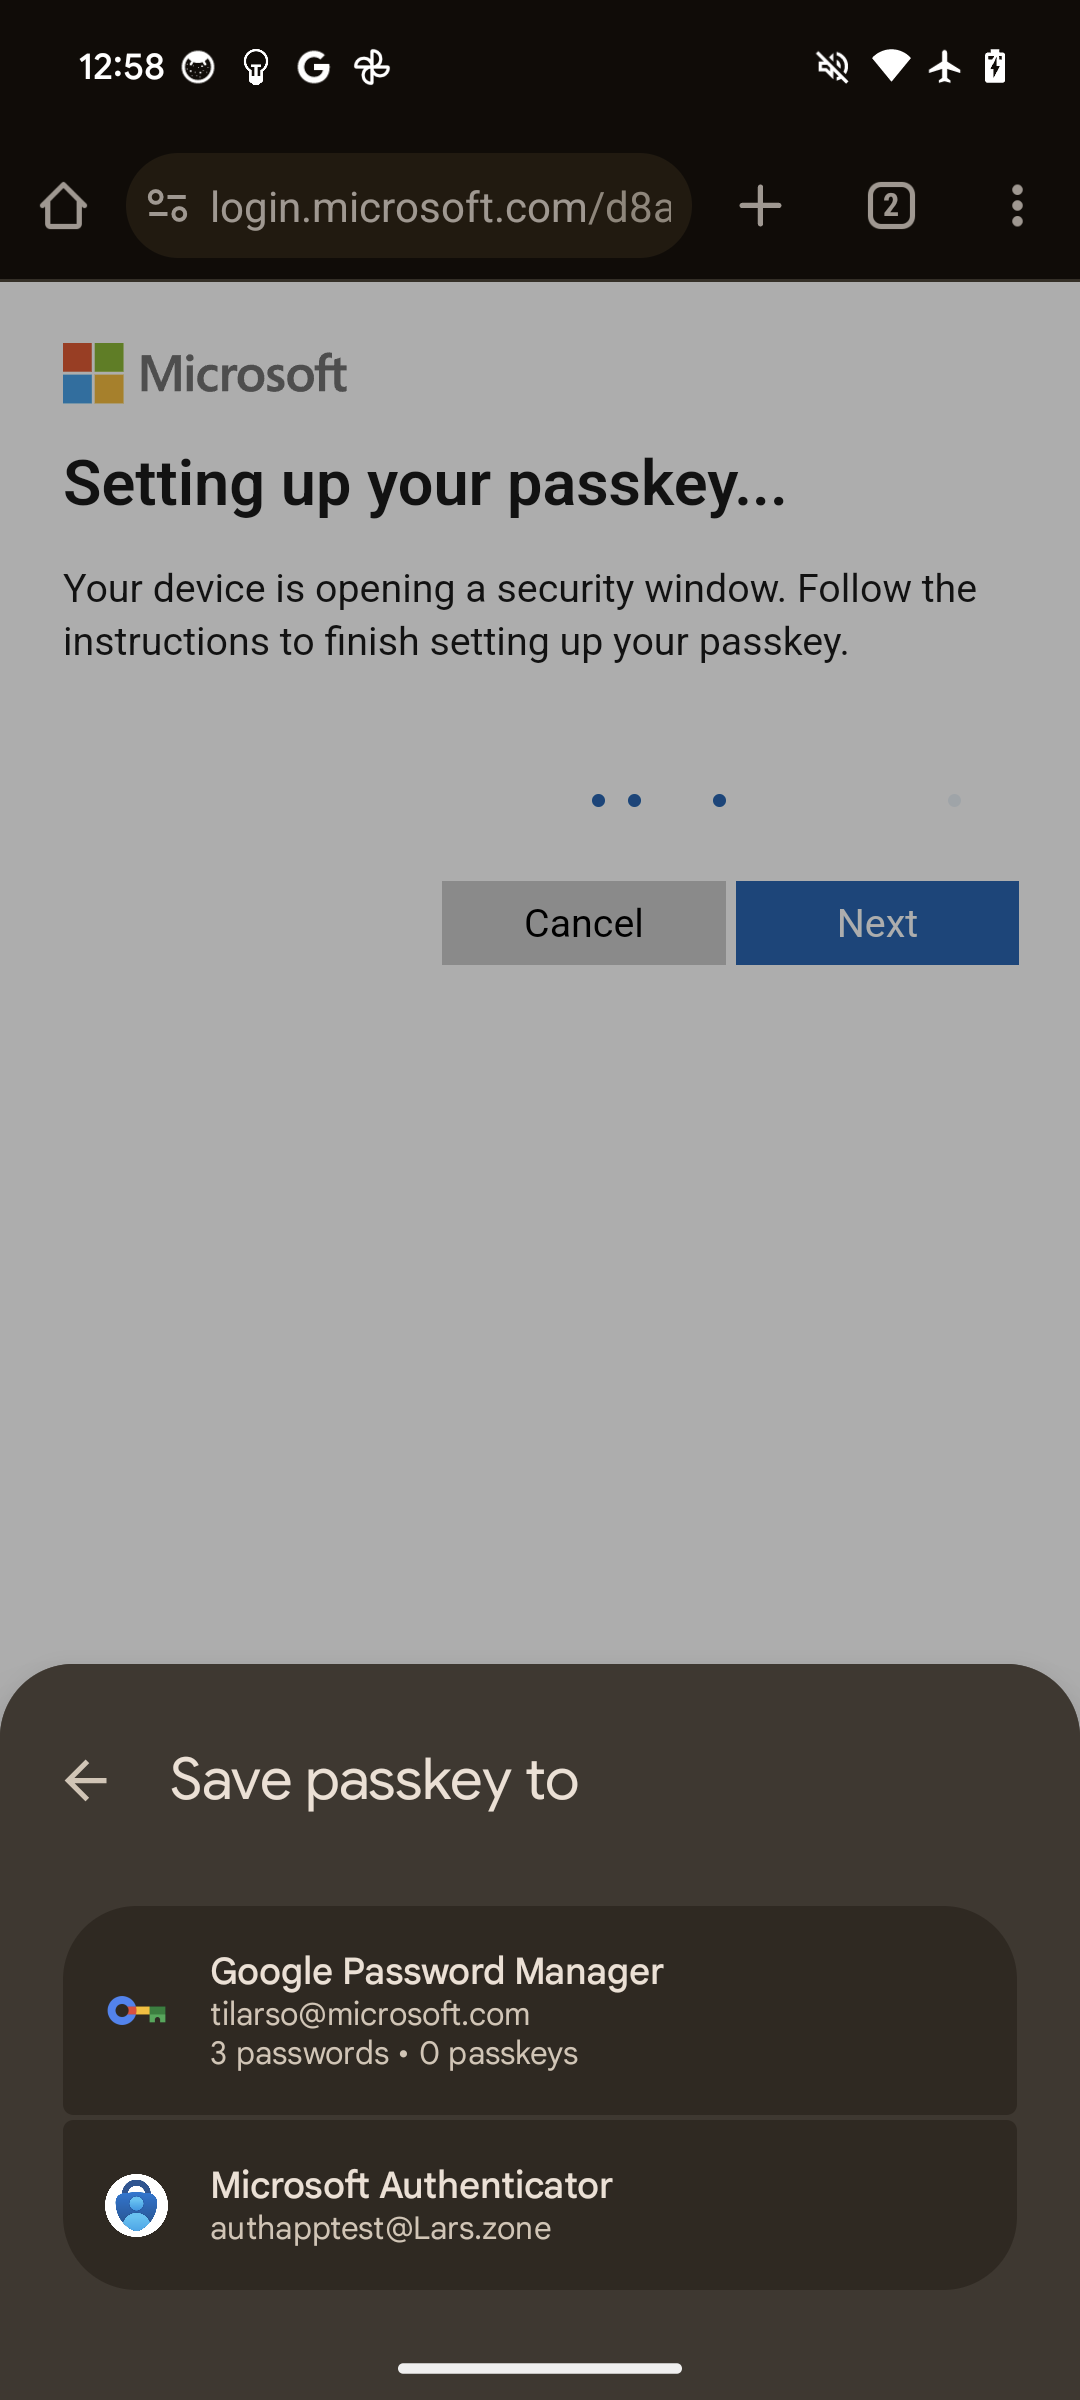 12:58
login.microsoft.com/d8a
2
Microsoft
Setting up your passkey...
Your device is opening a security window. Follow the
instructions to finish setting up your passkey.
Cancel
Next
Save passkey to
Google Password Manager
tilarso@microsoft.com
3 passwords • 0 passkeys
Microsoft Authenticator
authapptest@Lars.zone